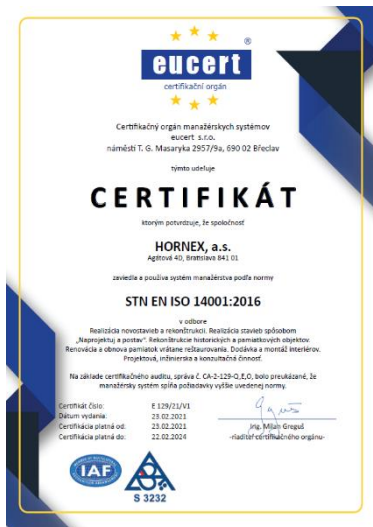 eucert ®
certifikační orgán
Certifikačný orgán manažérskych systémov
eucert s.r.o.
náměstí T. G. Masaryka 2957/9a, 690 02 Břeclav
týmto udeľuje
CERTIFIKÁT
ktorým potvrdzuje, že spoločnosť
HORNEX, a.s.
Agátová 4D, Bratislava 841 01
zaviedla a používa systém manažérstva podľa normy
STN EN ISO 14001:2016
v odbore
Realizácia novostavieb a rekonštrukcií. Realizácia stavieb spôsobom
„Naprojektuj a postav“. Rekonštrukcie historických a pamiatkových objektov.
Renovácia a obnova pamiatok vrátane reštaurovania. Dodávka a montáž interiérov.
Projektová, inžinierska a konzultačná činnosť.
Na základe certifikačného auditu, správa č. CA-2-129-Q,E,O, bolo preukázané, že
manažérsky systém spĺňa požiadavky vyššie uvedenej normy.
Certifikát číslo: E 129/21/V1
Dátum vydania: 23.02.2021
Certifikácia platná od: 23.02.2021
Certifikácia platná do: 22.02.2024
Ing. Milan Greguš
-riaditeľ certifikačného orgánu-
IAF
S 3232